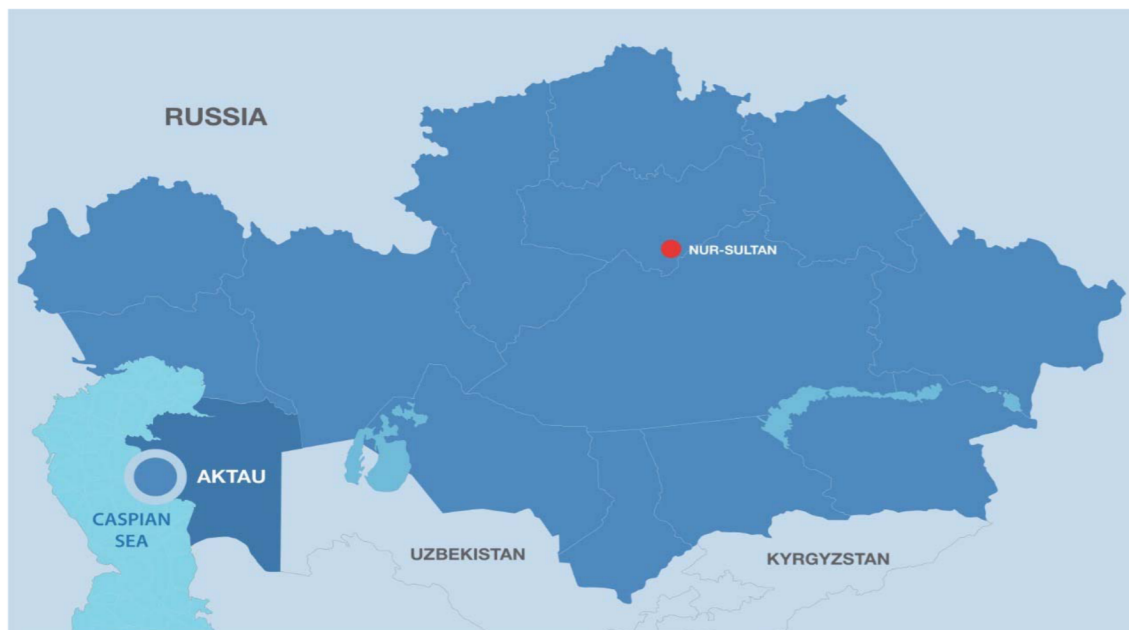 RUSSIA
NUR-SULTAN
AKTAU
CASPIAN
SEA
UZBEKISTAN
KYRGYZSTAN